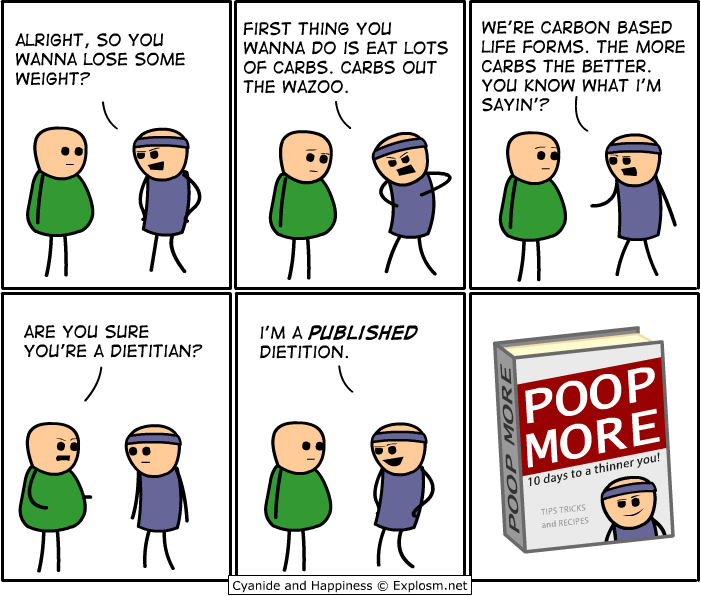 ALRIGHT, SO YOU
WANNA LOSE SOME
WEIGHT?
FIRST THING YOU
WANNA DO IS EAT LOTS
OF CARBS. CARBS OUT
THE WAZOO.
WE'RE CARBON BASED
LIFE FORMS. THE MORE
CARBS THE BETTER.
YOU KNOW WHAT I'M
SAYIN'?
ARE YOU SURE
YOU'RE A DIETITIAN?
I'M A PUBLISHED
DIETITION.
POOP MORE
POOP
MORE
10 days to a thinner you!
TIPS TRICKS
and RECIPES
Cyanide and Happiness © Explosm.net